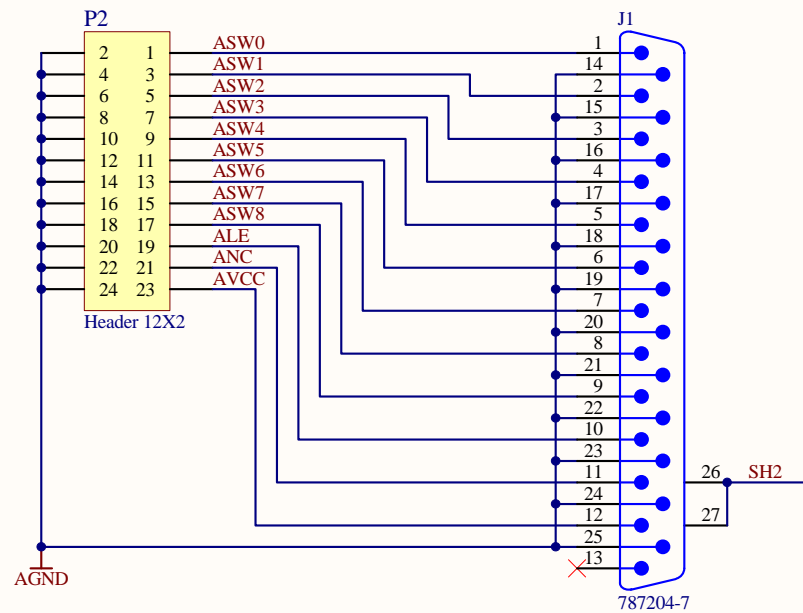 P2
J1
2 1 ASW0 1
14
4 3 ASW1 2
6 5 ASW2 15
8 7 ASW3 3
10 9 ASW4 16
12 11 ASW5 4
14 13 ASW6 17
16 15 ASW7 5
18 17 ASW8 18
20 19 ALE 6
22 21 ANC 19
24 23 AVCC 7
Header 12X2
20
8
21
9
22
10
23
11 26 SH2
24
12 27
25
13
AGND
787204-7